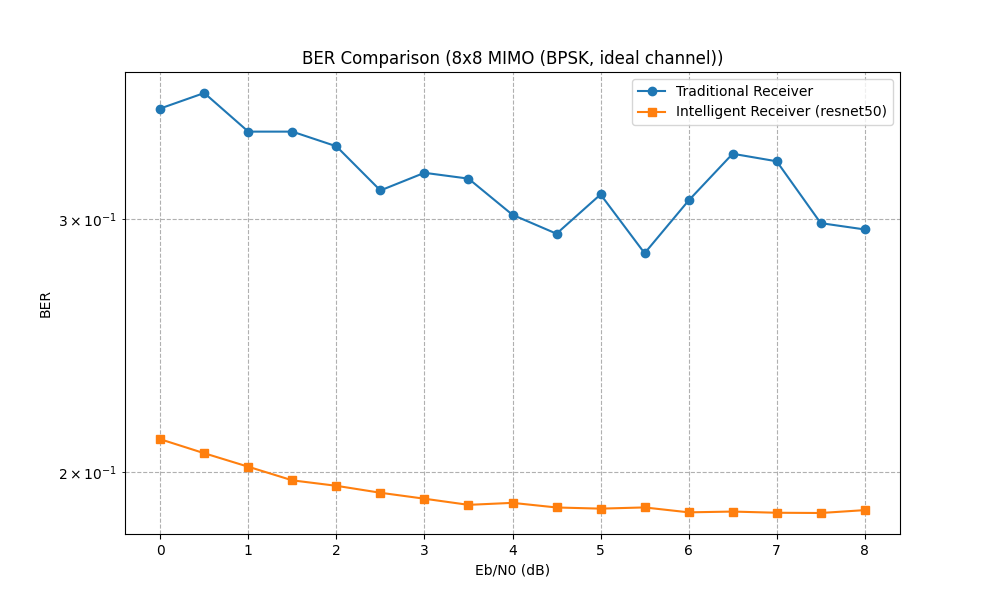 BER Comparison (8x8 MIMO (BPSK, ideal channel))
Traditional Receiver
Intelligent Receiver (resnet50)
3 × 10⁻¹
2 × 10⁻¹
BER
0 1 2 3 4 5 6 7 8
Eb/N0 (dB)